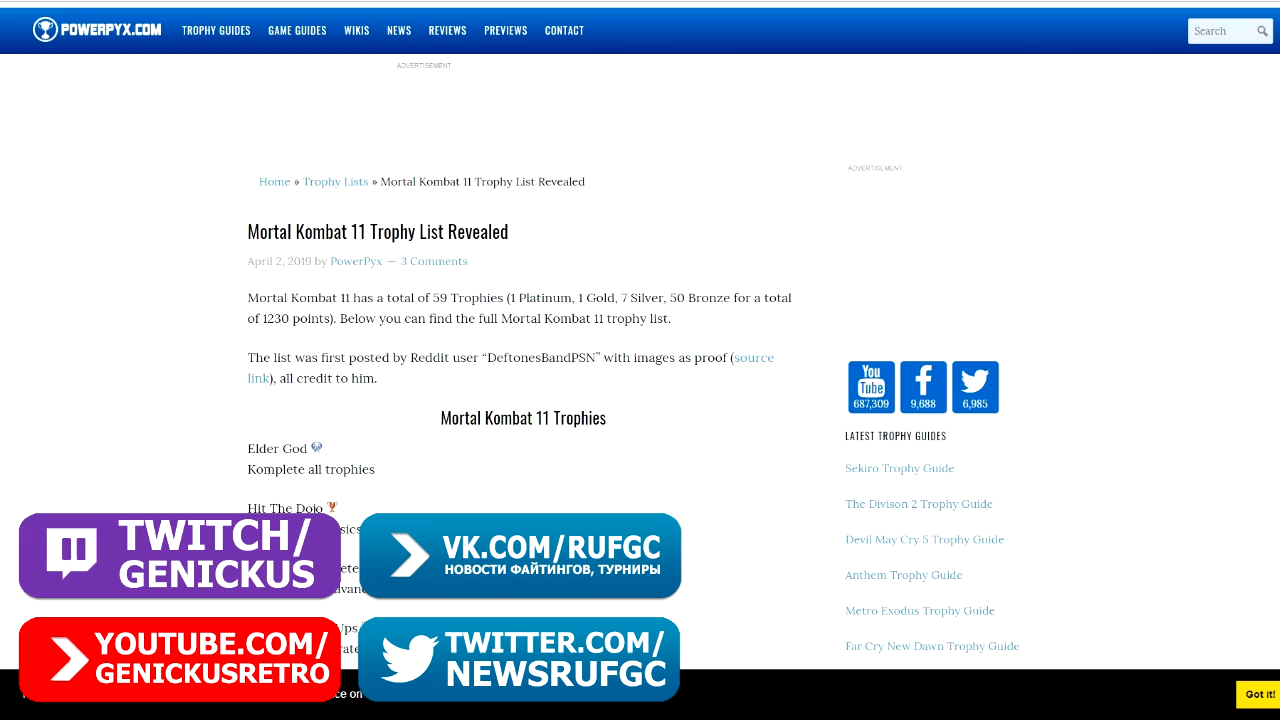 POWERPYX.COM TROPHY GUIDES GAME GUIDES WIKIS NEWS REVIEWS PREVIEWS CONTACT Search
ADVERTISEMENT
ADVERTISEMENT
Home » Trophy Lists » Mortal Kombat 11 Trophy List Revealed
Mortal Kombat 11 Trophy List Revealed
April 2, 2019 by PowerPyx — 3 Comments
Mortal Kombat 11 has a total of 59 Trophies (1 Platinum, 1 Gold, 7 Silver, 50 Bronze for a total
of 1230 points). Below you can find the full Mortal Kombat 11 trophy list.
The list was first posted by Reddit user “DeftonesBandPSN” with images as proof (source
link), all credit to him.
Mortal Kombat 11 Trophies
Elder God
Komplete all trophies
Hit The Dojo
You Tube 687,309
9,688
6,985
LATEST TROPHY GUIDES
Sekiro Trophy Guide
The Divison 2 Trophy Guide
Devil May Cry 5 Trophy Guide
Anthem Trophy Guide
Metro Exodus Trophy Guide
Far Cry New Dawn Trophy Guide
TWITCH/
GENICKUS
VK.COM/RUFGC
НОВОСТИ ФАЙТИНГОВ, ТУРНИРЫ
YOUTUBE.COM/
GENICKUSRETRO
TWITTER.COM/
NEWSRUFGC
Got it!